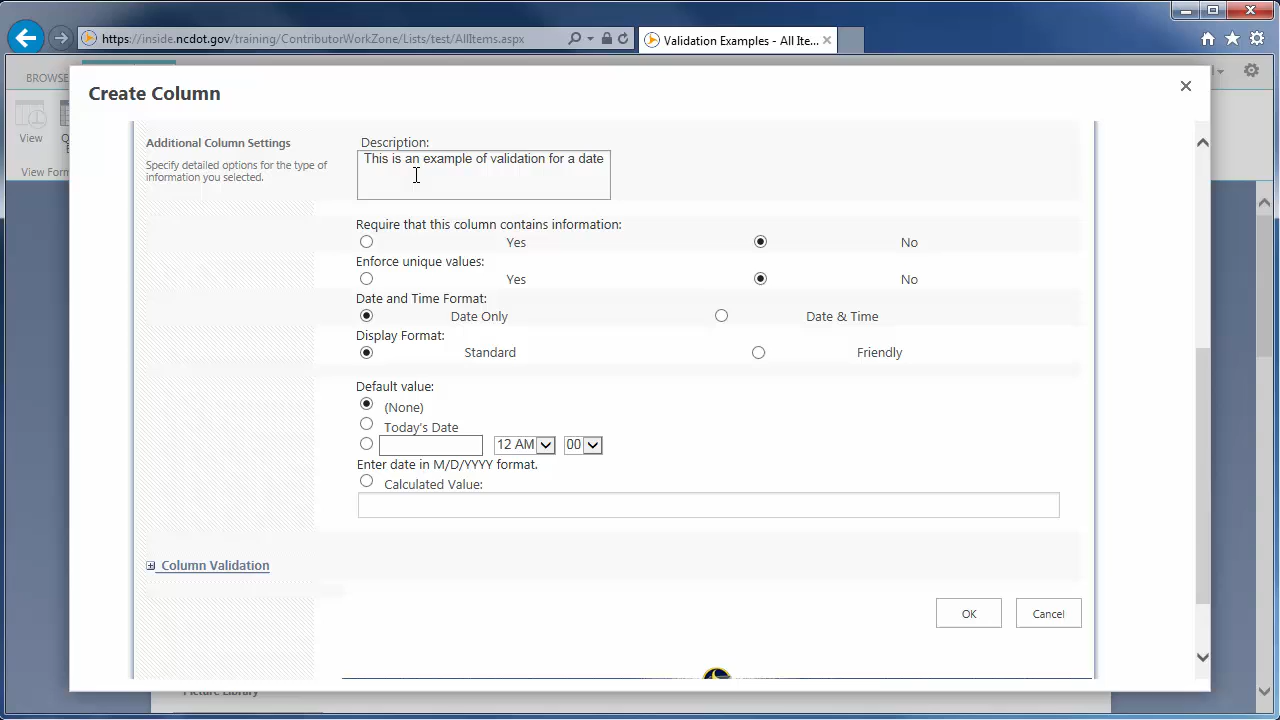 https://inside.ncdot.gov/training/ContributorWorkZone/Lists/test/AllItems.aspx
Validation Examples - All Ite...
BROWSE
Create Column
View
View Form
Additional Column Settings
Specify detailed options for the type of
information you selected.
Description:
This is an example of validation for a date
Require that this column contains information:
Yes No
Enforce unique values:
Yes No
Date and Time Format:
Date Only Date & Time
Display Format:
Standard Friendly
Default value:
(None)
Today's Date
12 AM 00
Enter date in M/D/YYYY format.
Calculated Value:
Column Validation
OK Cancel
Picture Library